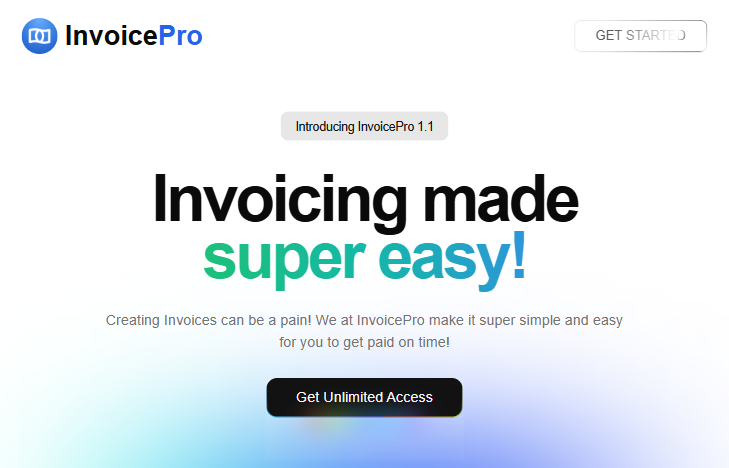 InvoicePro
GET STARTED
Introducing InvoicePro 1.1
Invoicing made
super easy!
Creating Invoices can be a pain! We at InvoicePro make it super simple and easy
for you to get paid on time!
Get Unlimited Access